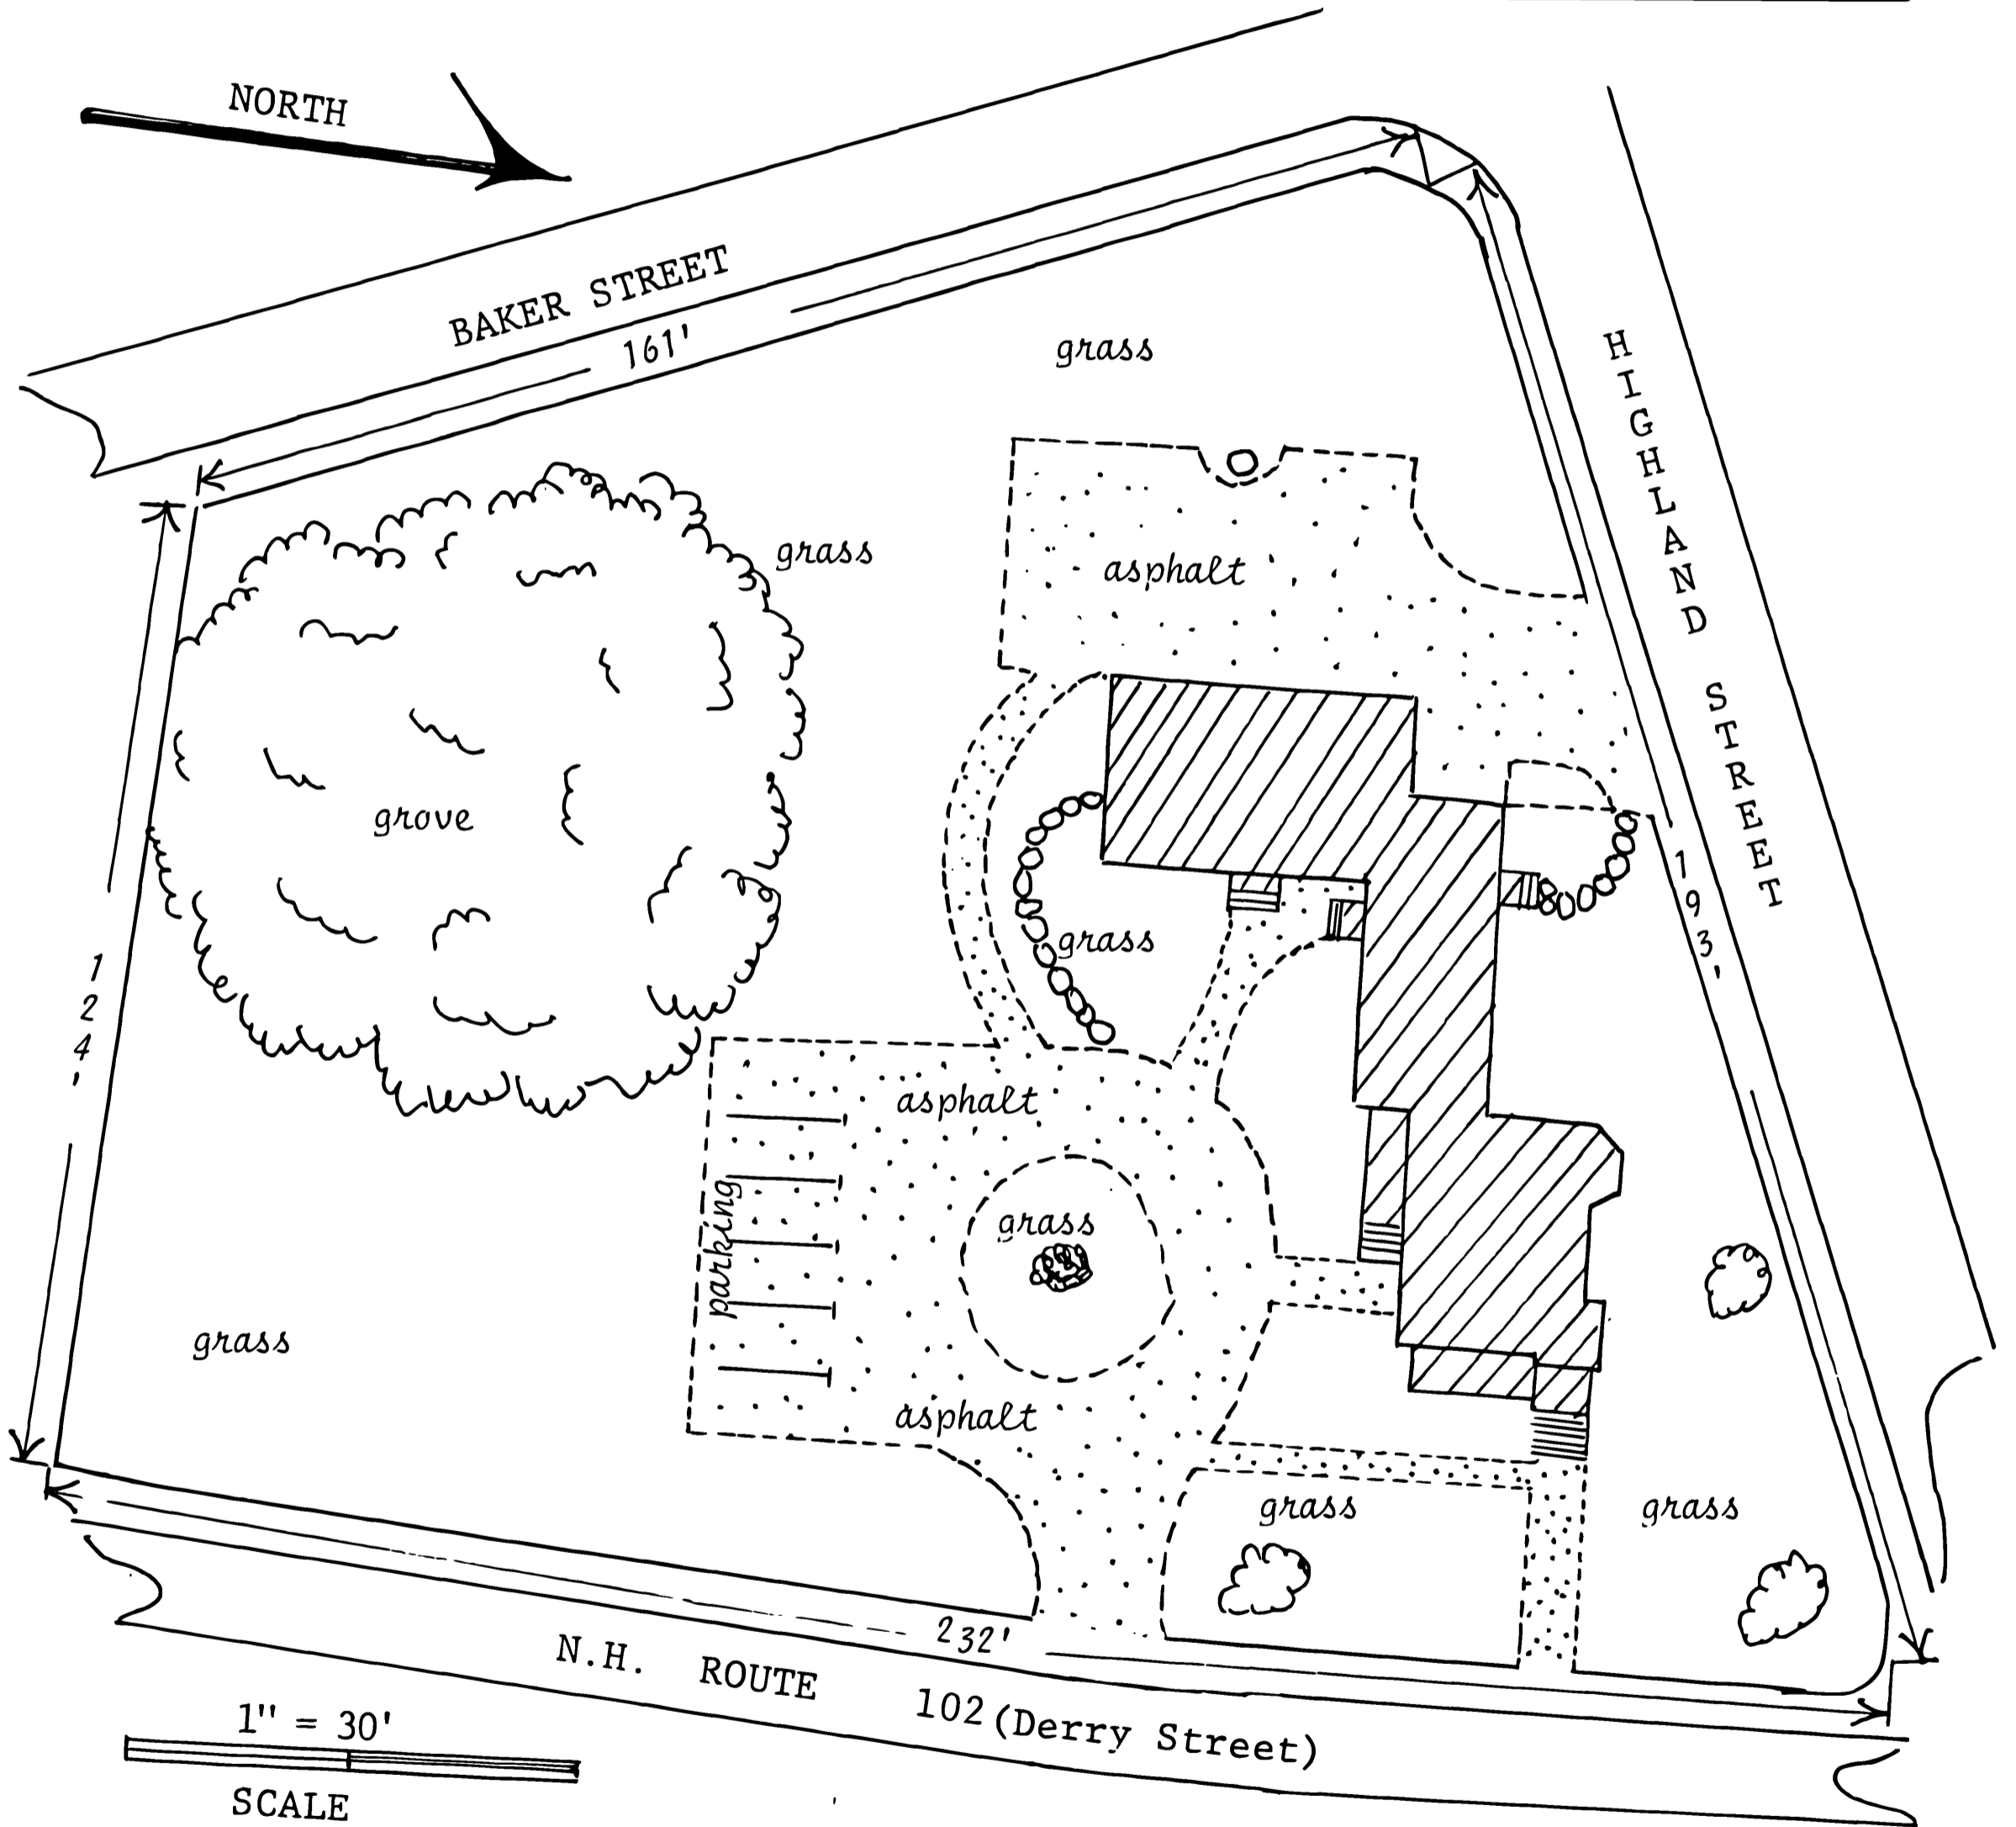 NORTH
BAKER STREET
161'
grass
HIGHLAND STREET
grass
asphalt
grove
193'
grass
124'
asphalt
parking
grass
grass
asphalt
grass
grass
232'
N.H. ROUTE 102 (Derry Street)
1" = 30'
SCALE